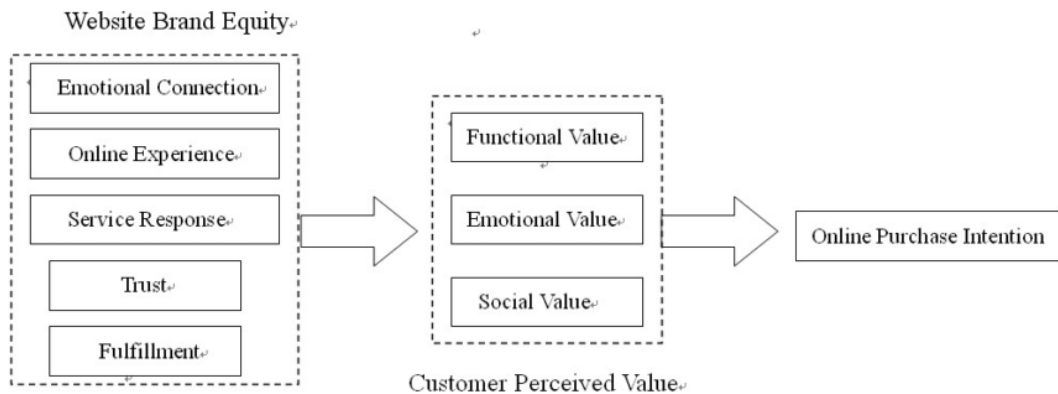 Website Brand Equity
Emotional Connection
Online Experience
Service Response
Trust
Fulfillment
Functional Value
Emotional Value
Social Value
Customer Perceived Value
Online Purchase Intention